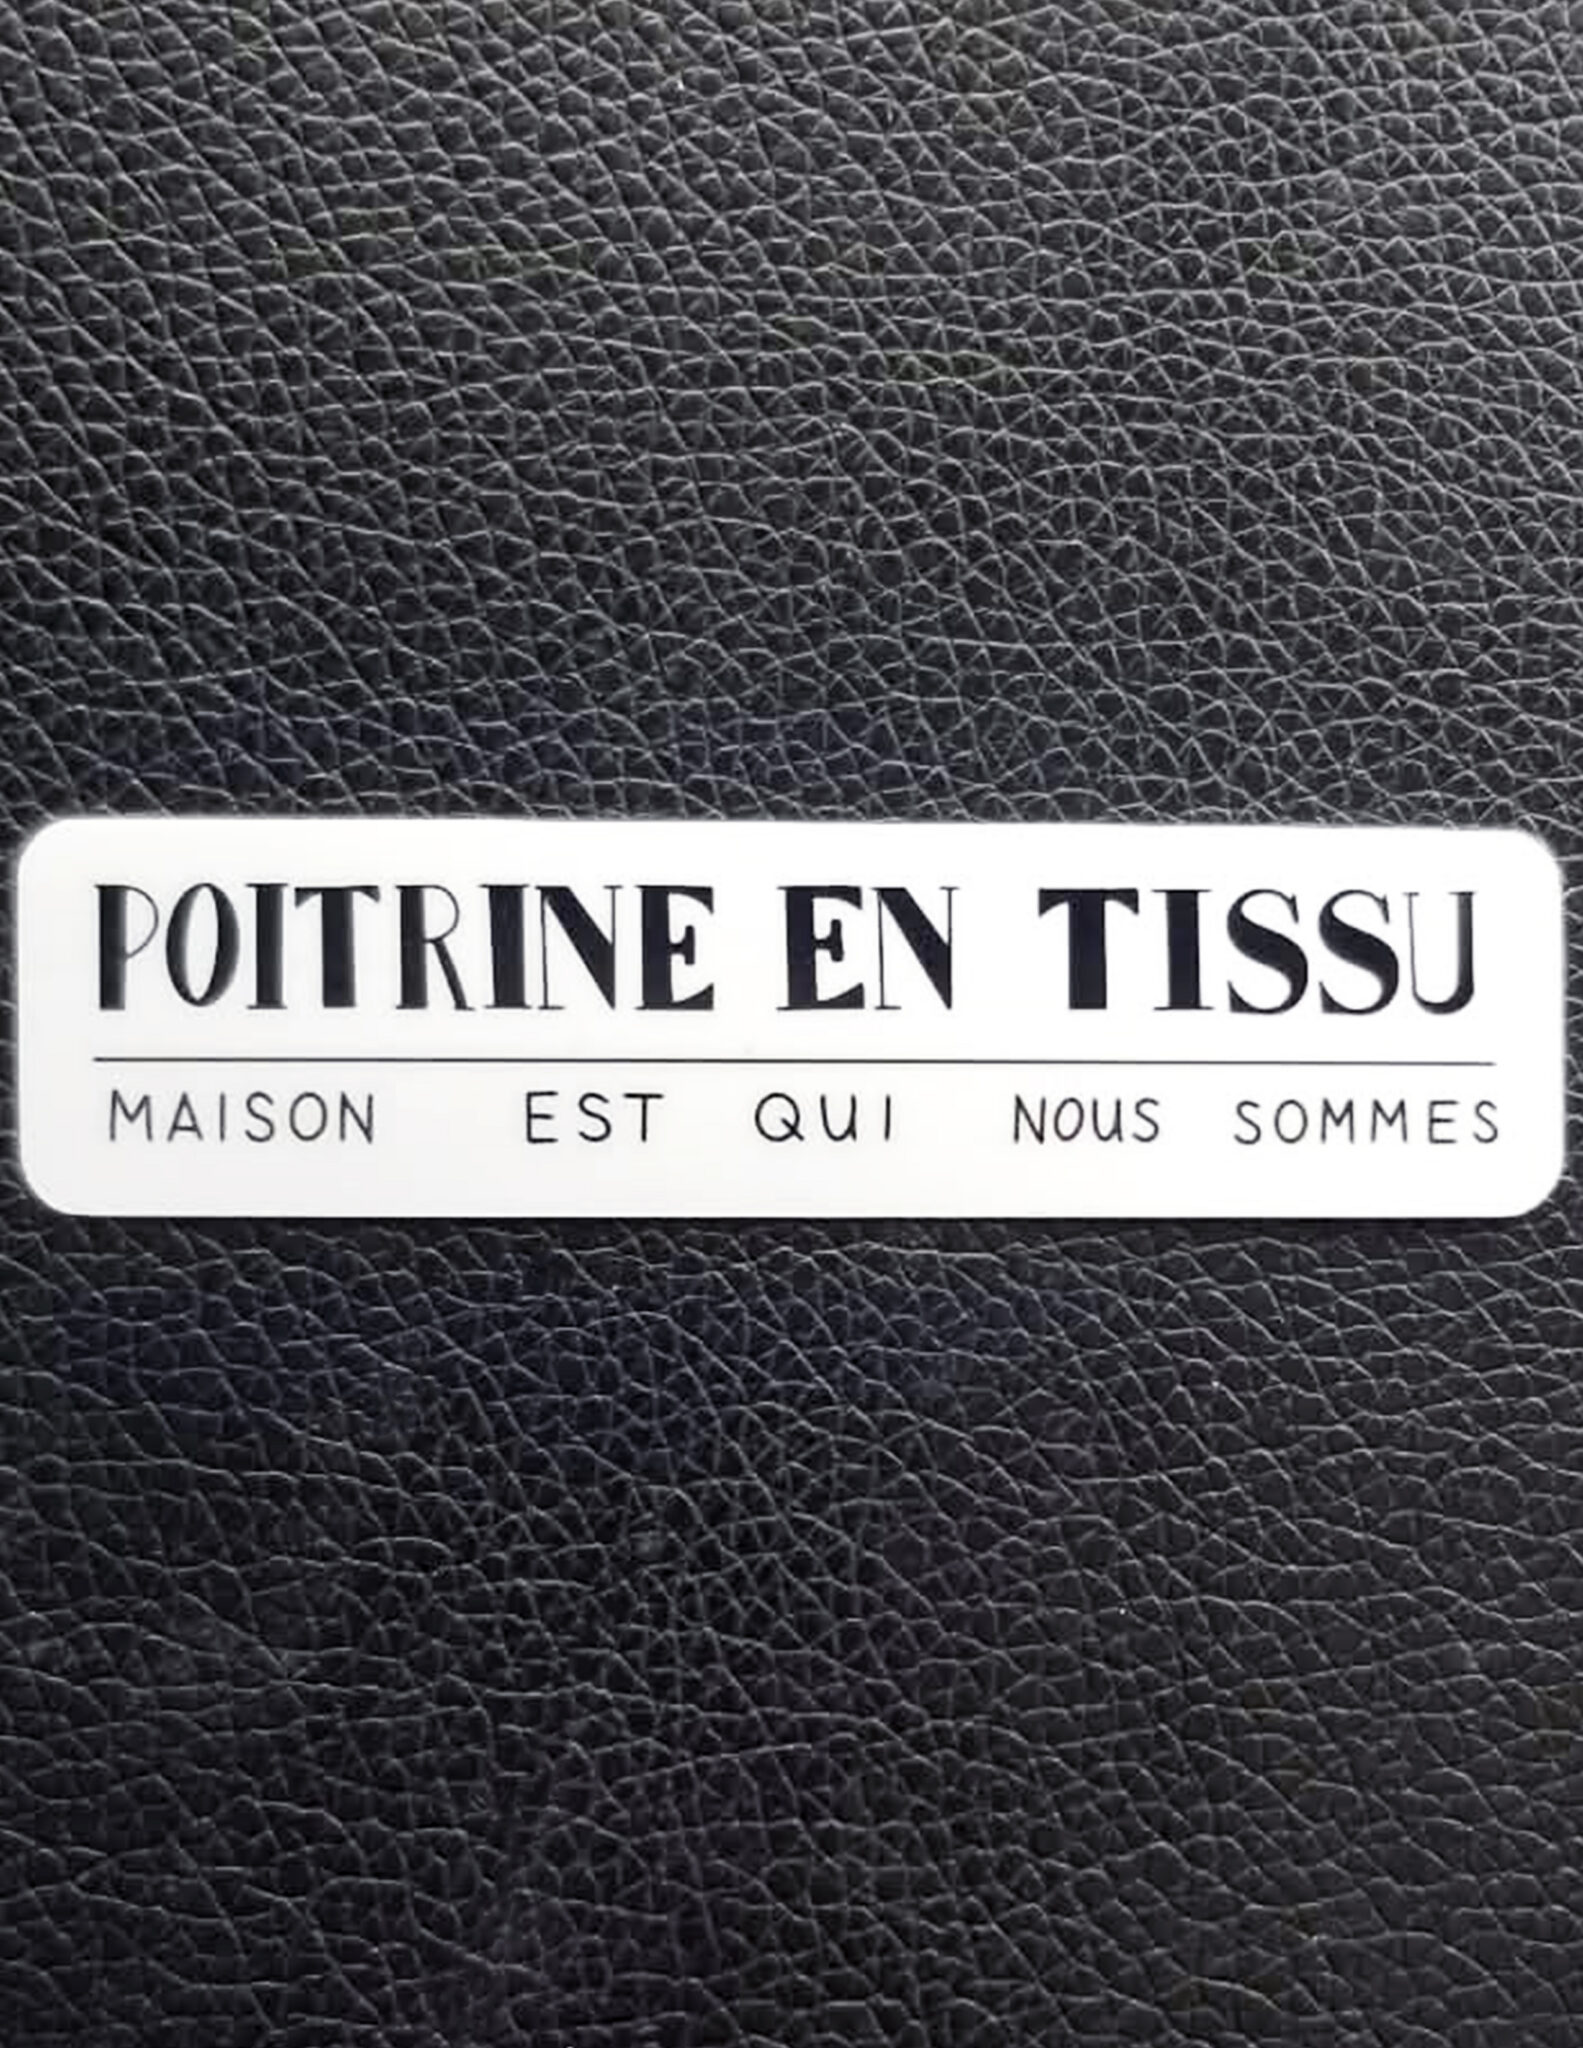 POITRINE EN TISSU
MAISON EST QUI NOUS SOMMES